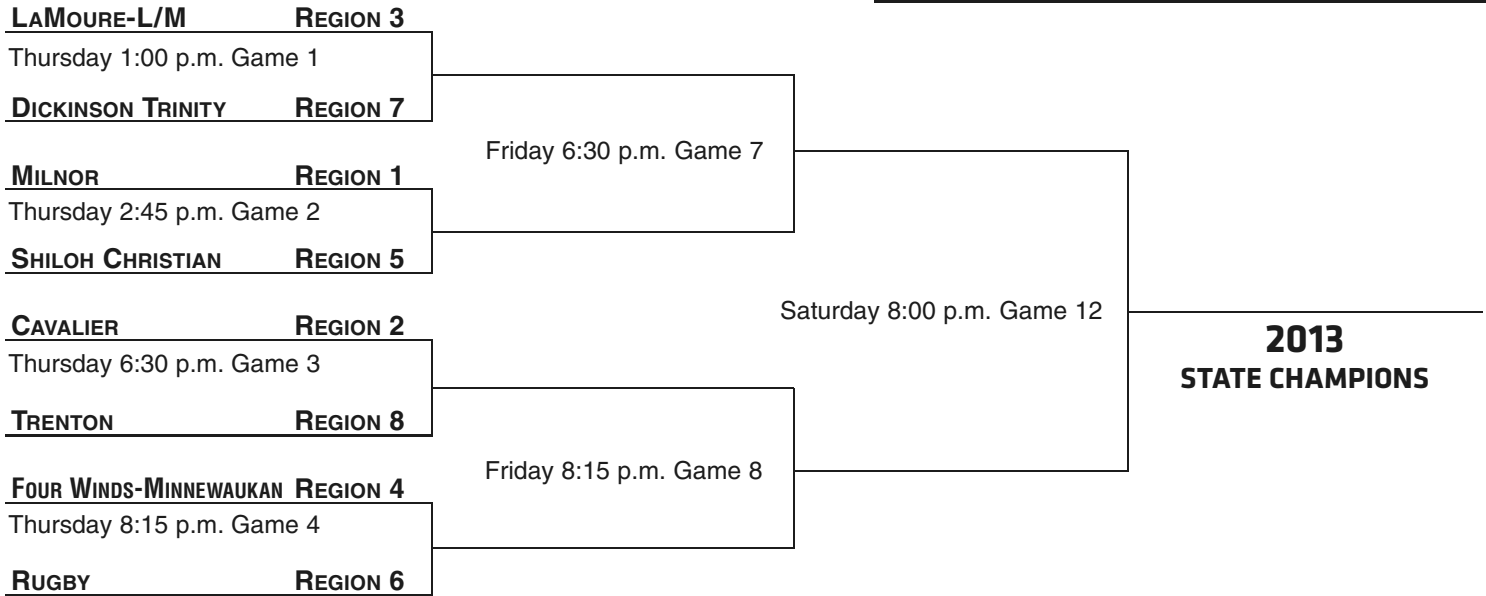 LaMoure-L/M Region 3
Thursday 1:00 p.m. Game 1
Dickinson Trinity Region 7
Friday 6:30 p.m. Game 7
Milnor Region 1
Thursday 2:45 p.m. Game 2
Shiloh Christian Region 5
Saturday 8:00 p.m. Game 12
Cavalier Region 2
Thursday 6:30 p.m. Game 3
Trenton Region 8
Friday 8:15 p.m. Game 8
Four Winds-Minnewaukan Region 4
Thursday 8:15 p.m. Game 4
Rugby Region 6
2013
STATE CHAMPIONS